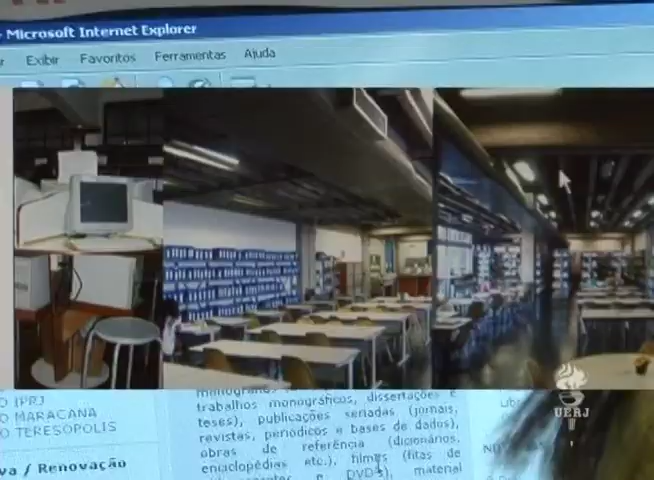 - Microsoft Internet Explorer
Exibir Favoritos Ferramentas Ajuda
UERJ
O IPRJ
O MARACANA
O TERESOPOLIS
va / Renovação
trabalhos monográficos, dissertações e
teses), publicações seriadas (jornais,
revistas, periódicos e bases de dados),
obras de referência (dicionários,
enciclopédias etc.), filmes (fitas de
DVD's), material